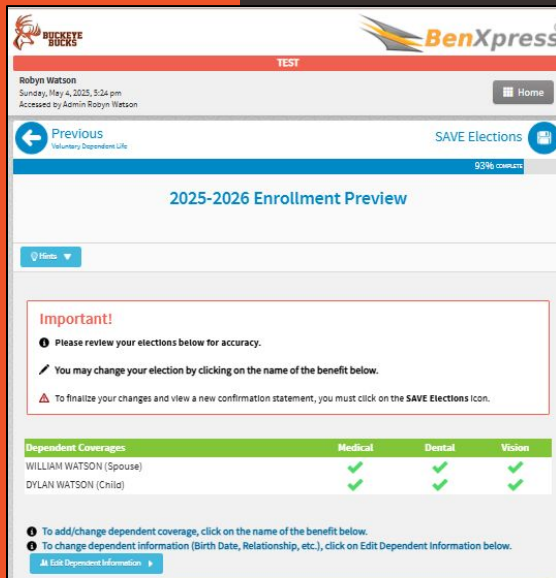 BUCKEYE
BUCKS
BenXpress
TEST
Robyn Watson
Sunday, May 4, 2025, 5:24 pm
Accessed by Admin Robyn Watson
Home
Previous
Voluntary Dependent Life
SAVE Elections
93% COMPLETE
2025-2026 Enrollment Preview
Hints
Important!
Please review your elections below for accuracy.
You may change your election by clicking on the name of the benefit below.
To finalize your changes and view a new confirmation statement, you must click on the SAVE Elections icon.
Dependent Coverages Medical Dental Vision
WILLIAM WATSON (Spouse)
DYLAN WATSON (Child)
To add/change dependent coverage, click on the name of the benefit below.
To change dependent information (Birth Date, Relationship, etc.), click on Edit Dependent Information below.
Edit Dependent Information